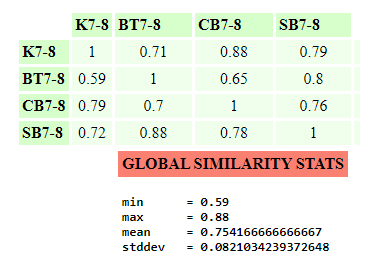 K7-8 BT7-8 CB7-8 SB7-8
K7-8 1 0.71 0.88 0.79
BT7-8 0.59 1 0.65 0.8
CB7-8 0.79 0.7 1 0.76
SB7-8 0.72 0.88 0.78 1
GLOBAL SIMILARITY STATS
min = 0.59
max = 0.88
mean = 0.754166666666667
stddev = 0.0821034239372648